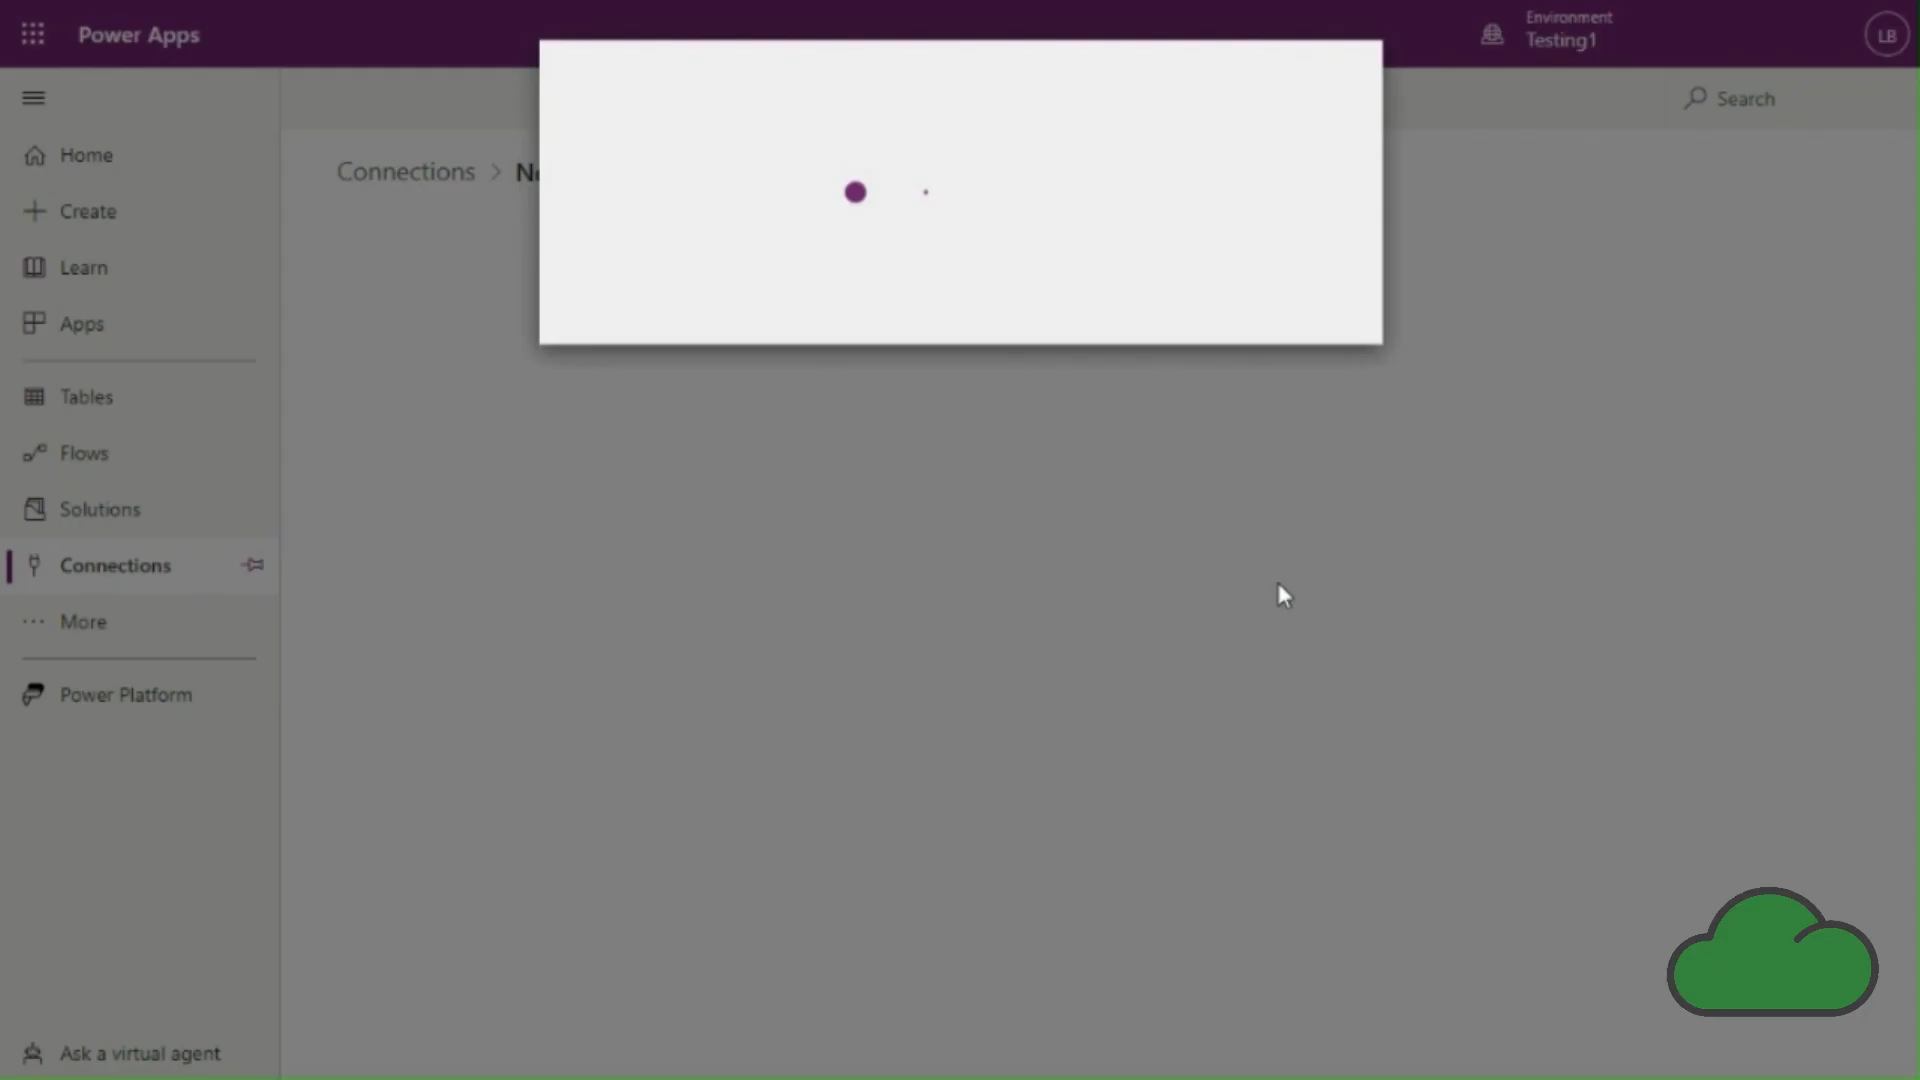 Power Apps
Environment
Testing1
LB
Search
Home
Connections
Create
Learn
Apps
Tables
Flows
Solutions
Connections
More
Power Platform
Ask a virtual agent